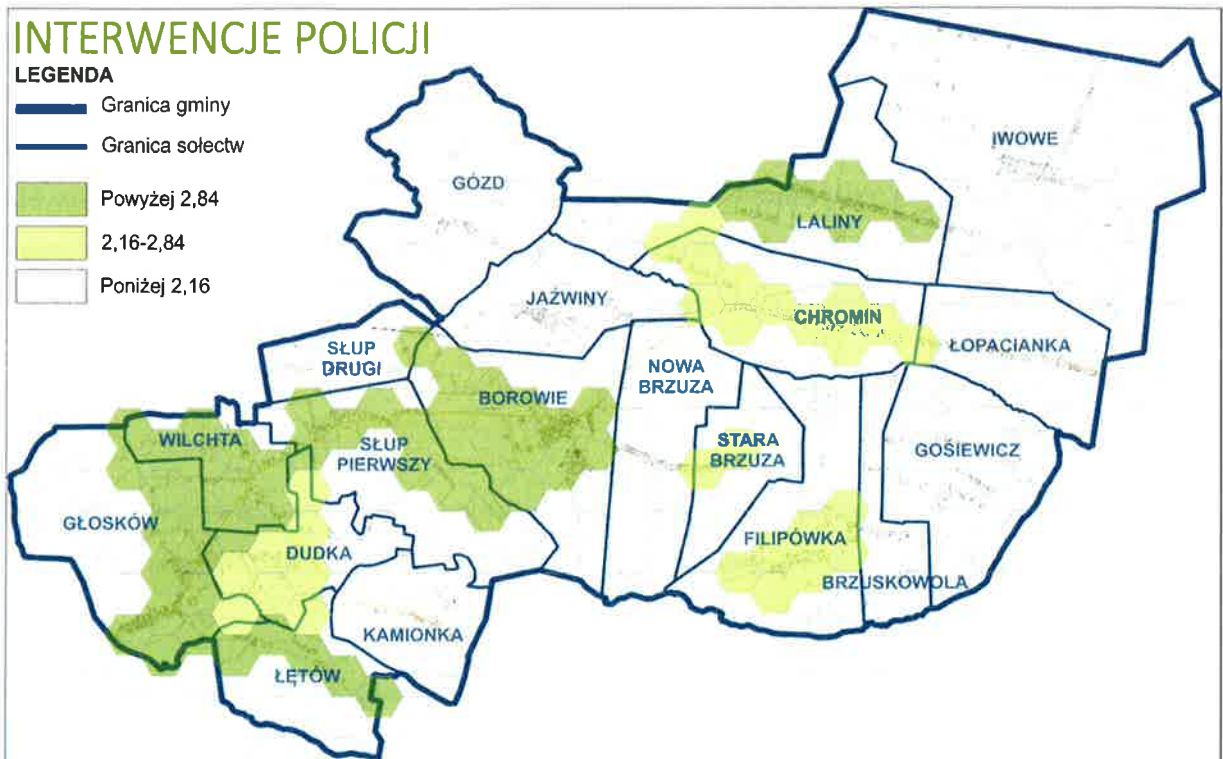 INTERWENCJE POLICJI
LEGENDA
Granica gminy
Granica sołectw
Powyżej 2,84
2,16-2,84
Poniżej 2,16
IWOWE
GÓZD
LALINY
JAŹWINY
CHROMIN
ŁOPACIANKA
SŁUP
DRUGI
NOWA
BRZUZA
BOROWIE
WILCHTA
SŁUP
PIERWSZY
STARA
BRZUZA
GOŚIEWICZ
GŁOSKÓW
DUDKA
FILIPÓWKA
BRZUSKOWOLA
KAMIONKA
ŁĘTÓW